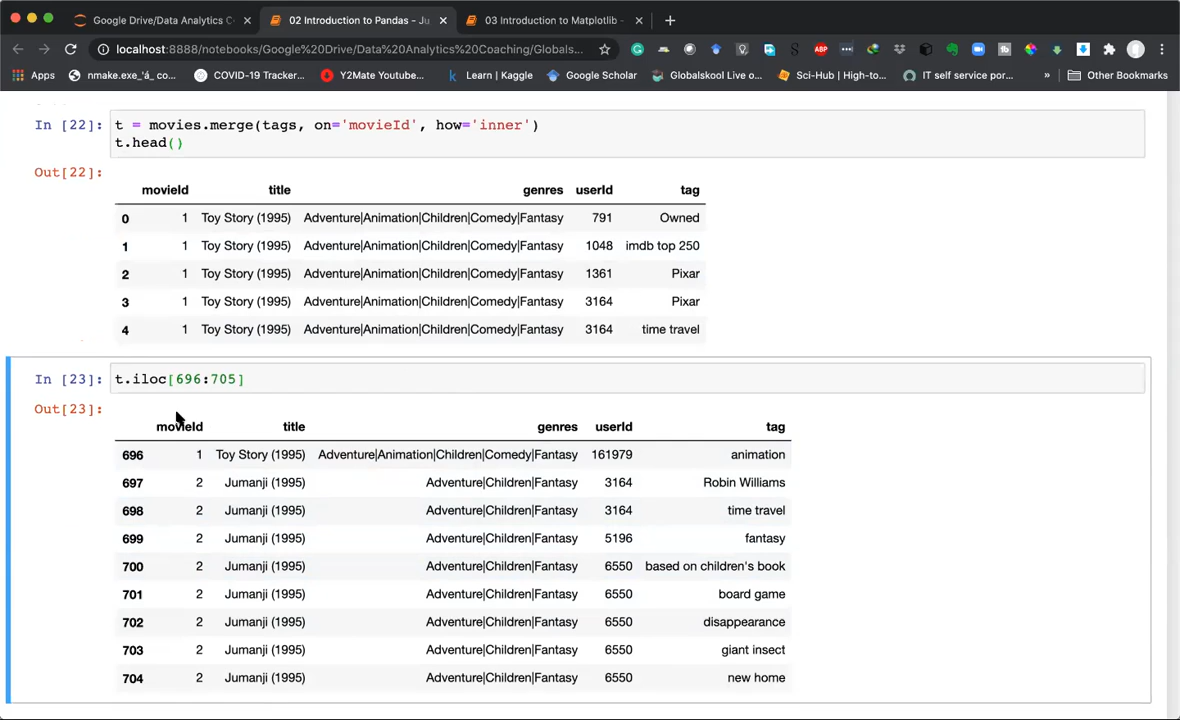 Google Drive/Data Analytics C
02 Introduction to Pandas - Ju
03 Introduction to Matplotlib -
localhost:8888/notebooks/Google%20Drive/Data%20Analytics%20Coaching/Globals...
Apps
nmake.exe_'á_ co...
COVID-19 Tracker...
Y2Mate Youtube...
Learn | Kaggle
Google Scholar
Globalskool Live o...
Sci-Hub | High-to...
IT self service por...
»
Other Bookmarks
In [22]: t = movies.merge(tags, on='movieId', how='inner')
t.head()
Out[22]:
movieId title genres userId tag
0 1 Toy Story (1995) Adventure|Animation|Children|Comedy|Fantasy 791 Owned
1 1 Toy Story (1995) Adventure|Animation|Children|Comedy|Fantasy 1048 imdb top 250
2 1 Toy Story (1995) Adventure|Animation|Children|Comedy|Fantasy 1361 Pixar
3 1 Toy Story (1995) Adventure|Animation|Children|Comedy|Fantasy 3164 Pixar
4 1 Toy Story (1995) Adventure|Animation|Children|Comedy|Fantasy 3164 time travel
In [23]: t.iloc[696:705]
Out[23]:
movieId title genres userId tag
696 1 Toy Story (1995) Adventure|Animation|Children|Comedy|Fantasy 161979 animation
697 2 Jumanji (1995) Adventure|Children|Fantasy 3164 Robin Williams
698 2 Jumanji (1995) Adventure|Children|Fantasy 3164 time travel
699 2 Jumanji (1995) Adventure|Children|Fantasy 5196 fantasy
700 2 Jumanji (1995) Adventure|Children|Fantasy 6550 based on children's book
701 2 Jumanji (1995) Adventure|Children|Fantasy 6550 board game
702 2 Jumanji (1995) Adventure|Children|Fantasy 6550 disappearance
703 2 Jumanji (1995) Adventure|Children|Fantasy 6550 giant insect
704 2 Jumanji (1995) Adventure|Children|Fantasy 6550 new home